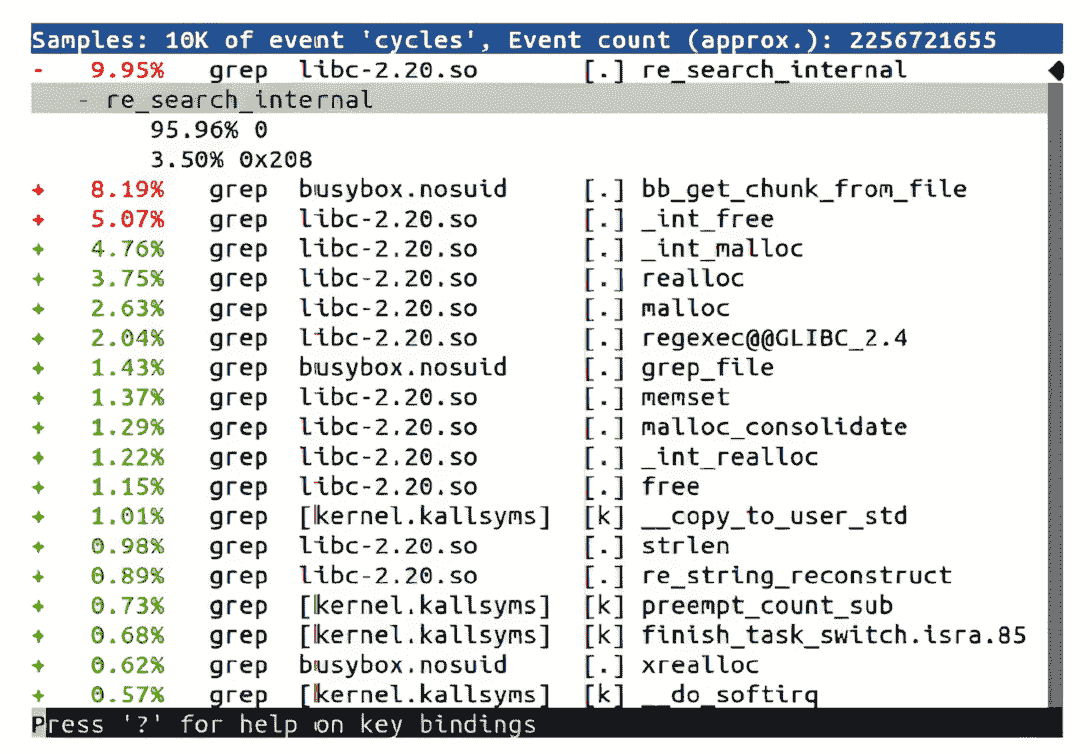 Samples: 10K of event 'cycles', Event count (approx.): 2256721655
- 9.95% grep libc-2.20.so [.] re_search_internal
- re_search_internal
95.96% 0
3.50% 0x208
+ 8.19% grep busybox.nosuid [.] bb_get_chunk_from_file
+ 5.07% grep libc-2.20.so [.] _int_free
+ 4.76% grep libc-2.20.so [.] _int_malloc
+ 3.75% grep libc-2.20.so [.] realloc
+ 2.63% grep libc-2.20.so [.] malloc
+ 2.04% grep libc-2.20.so [.] regexec@@GLIBC_2.4
+ 1.43% grep busybox.nosuid [.] grep_file
+ 1.37% grep libc-2.20.so [.] memset
+ 1.29% grep libc-2.20.so [.] malloc_consolidate
+ 1.22% grep libc-2.20.so [.] _int_realloc
+ 1.15% grep libc-2.20.so [.] free
+ 1.01% grep [kernel.kallsyms] [k] __copy_to_user_std
+ 0.98% grep libc-2.20.so [.] strlen
+ 0.89% grep libc-2.20.so [.] re_string_reconstruct
+ 0.73% grep [kernel.kallsyms] [k] preempt_count_sub
+ 0.68% grep [kernel.kallsyms] [k] finish_task_switch.isra.85
+ 0.62% grep busybox.nosuid [.] xrealloc
+ 0.57% grep [kernel.kallsyms] [k] __do_softirq
Press '?' for help on key bindings